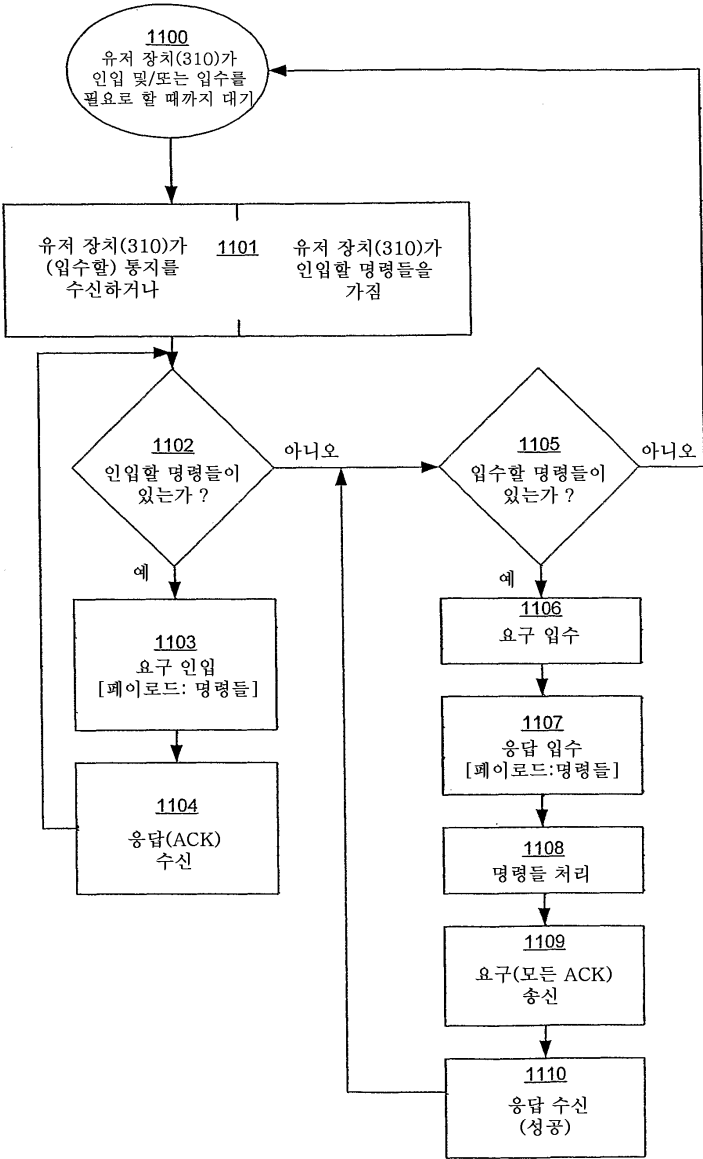 1100
유저 장치(310)가
인입 및/또는 입수를
필요로 할 때까지 대기
유저 장치(310)가
(입수할) 통지를
수신하거나
1101
유저 장치(310)가
인입할 명령들을
가짐
1102
인입할 명령들이
있는가 ?
아니오
예
1103
요구 인입
[페이로드: 명령들]
1104
응답(ACK)
수신
1105
입수할 명령들이
있는가 ?
아니오
예
1106
요구 입수
1107
응답 입수
[페이로드:명령들]
1108
명령들 처리
1109
요구(모든 ACK)
송신
1110
응답 수신
(성공)